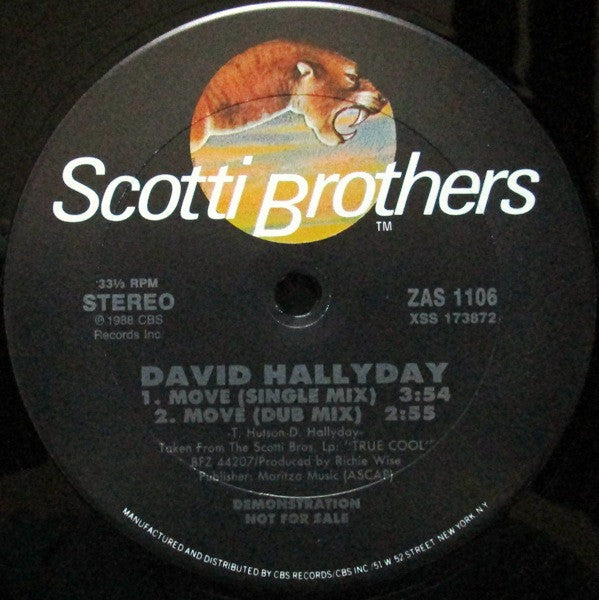 Scotti Brothers
TM
33⅓ RPM
STEREO
℗ 1988 CBS
Records Inc
ZAS 1106
XSS 173872
DAVID HALLYDAY
1. MOVE (SINGLE MIX) 3:54
2. MOVE (DUB MIX) 2:55
-T. Hutson-D. Hallyday-
Taken From The Scotti Bros. Lp: "TRUE COOL"
BFZ 44207/Produced by Richie Wise
Publisher: Maritza Music (ASCAP)
DEMONSTRATION
NOT FOR SALE
MANUFACTURED AND DISTRIBUTED BY CBS RECORDS/CBS INC./51 W 52 STREET, NEW YORK, N.Y.